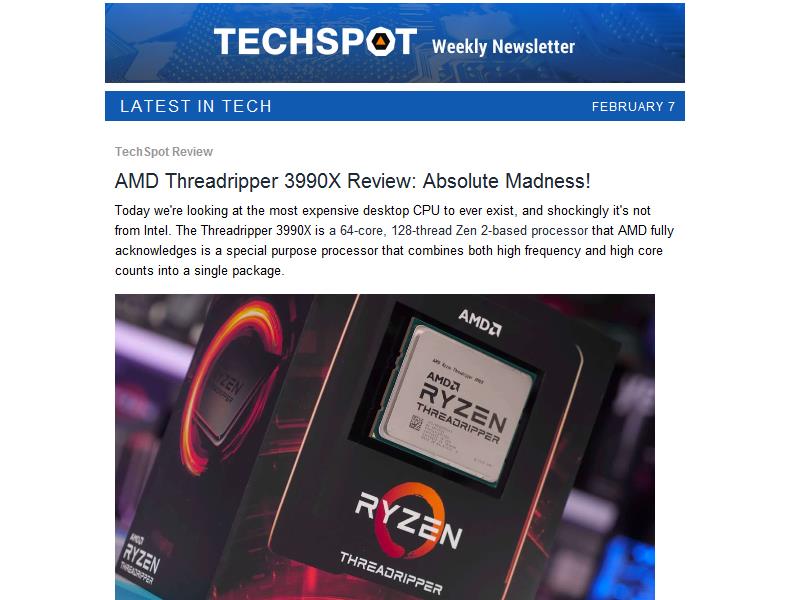 TECHSPOT Weekly Newsletter
LATEST IN TECH FEBRUARY 7
TechSpot Review
AMD Threadripper 3990X Review: Absolute Madness!
Today we're looking at the most expensive desktop CPU to ever exist, and shockingly it's not
from Intel. The Threadripper 3990X is a 64-core, 128-thread Zen 2-based processor that AMD fully
acknowledges is a special purpose processor that combines both high frequency and high core
counts into a single package.
AMD
AMD
RYZEN
THREADRIPPER
RYZEN
RYZEN
THREADRIPPER
AMD
RYZEN
THREADRIPPER